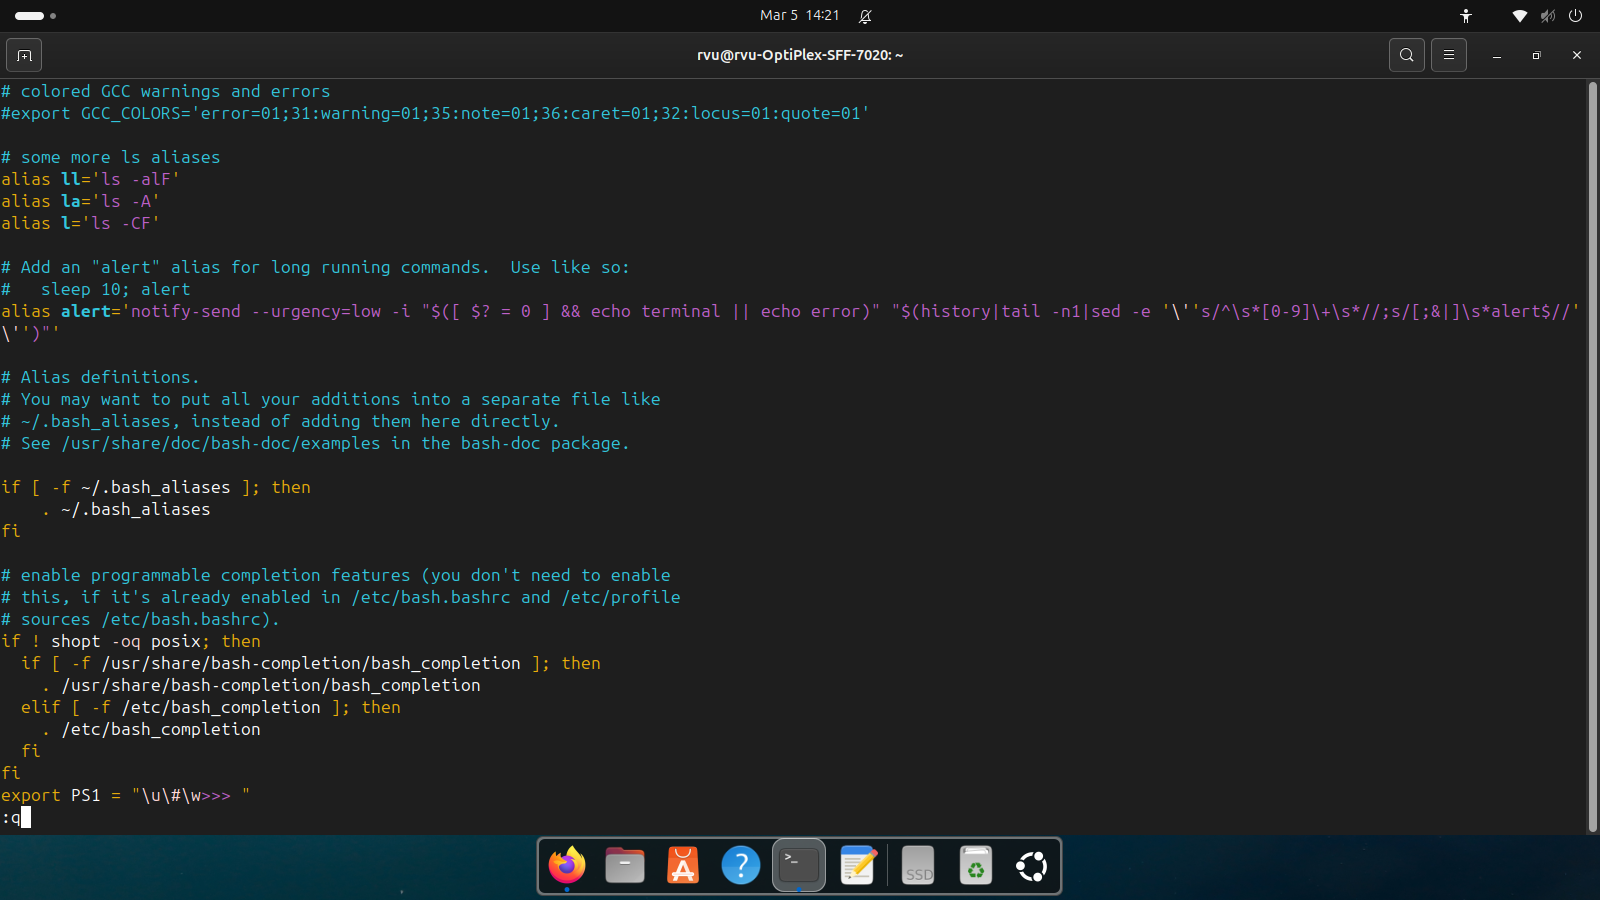 Mar 5 14:21
rvu@rvu-OptiPlex-SFF-7020: ~
# colored GCC warnings and errors
#export GCC_COLORS='error=01;31:warning=01;35:note=01;36:caret=01;32:locus=01:quote=01'
# some more ls aliases
alias ll='ls -alF'
alias la='ls -A'
alias l='ls -CF'
# Add an "alert" alias for long running commands.  Use like so:
#   sleep 10; alert
alias alert='notify-send --urgency=low -i "$([ $? = 0 ] && echo terminal || echo error)" "$(history|tail -n1|sed -e '\''s/^\s*[0-9]\+\s*//;s/[;&|]\s*alert$//'
\'')"'
# Alias definitions.
# You may want to put all your additions into a separate file like
# ~/.bash_aliases, instead of adding them here directly.
# See /usr/share/doc/bash-doc/examples in the bash-doc package.
if [ -f ~/.bash_aliases ]; then
    . ~/.bash_aliases
fi
# enable programmable completion features (you don't need to enable
# this, if it's already enabled in /etc/bash.bashrc and /etc/profile
# sources /etc/bash.bashrc).
if ! shopt -oq posix; then
  if [ -f /usr/share/bash-completion/bash_completion ]; then
    . /usr/share/bash-completion/bash_completion
  elif [ -f /etc/bash_completion ]; then
    . /etc/bash_completion
  fi
fi
export PS1 = "\u\#\w>>> "
:q
SSD